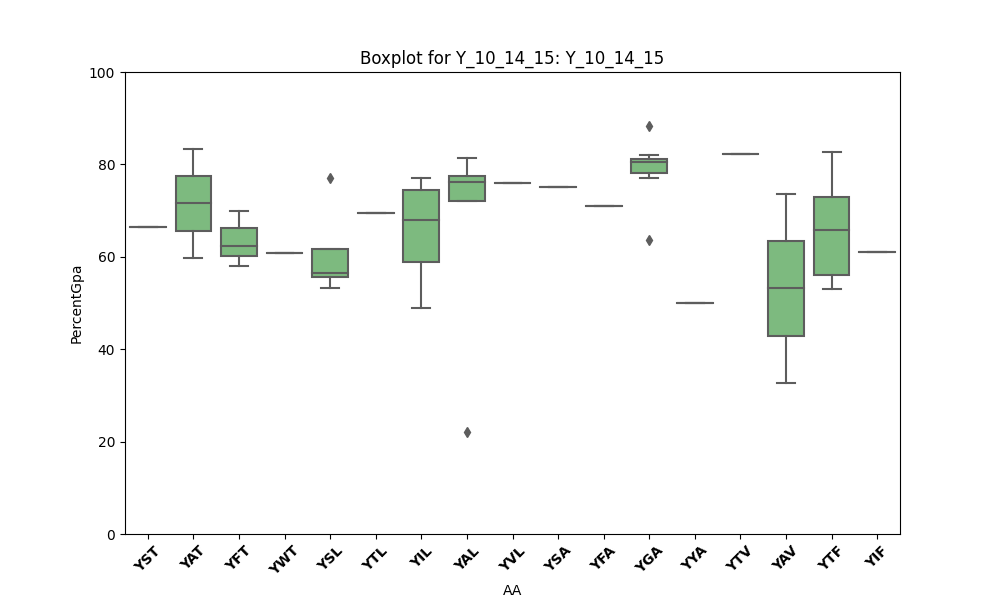 Boxplot for Y_10_14_15: Y_10_14_15
100
80
60
40
20
0
PercentGpa
YST YAT YFT YWT YSL YTL YIL YAL YVL YSA YFA YGA YYA YTV YAV YTF YIF
AA